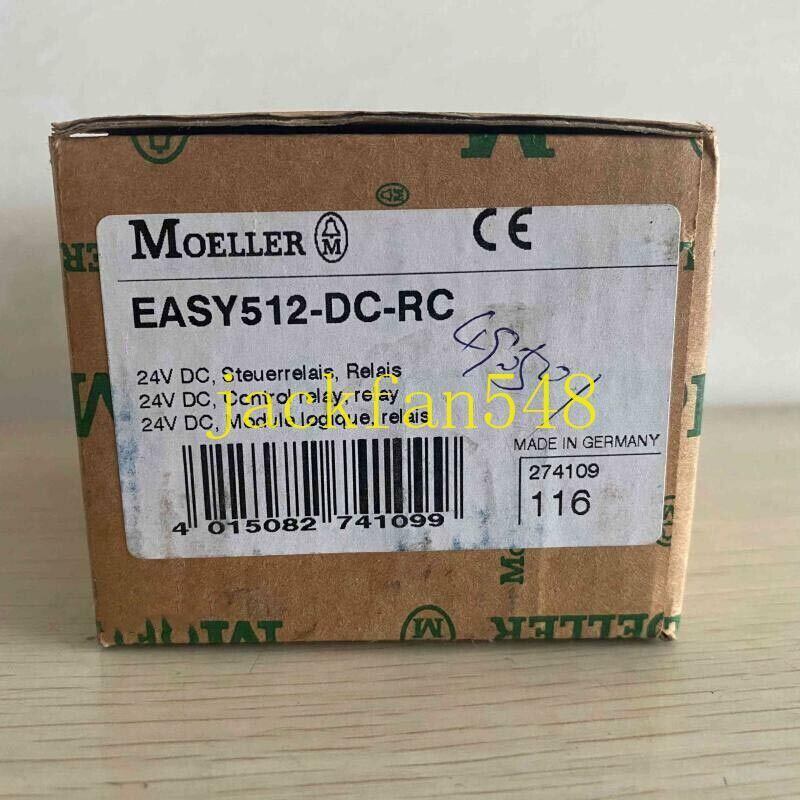 MOELLER M
CE
EASY512-DC-RC
24V DC, Steuerrelais, Relais
24V DC, Control relay, relay
24V DC, Module logique, relais
jackfan548
MADE IN GERMANY
274109
116
4 015082 741099
M
MOELLER